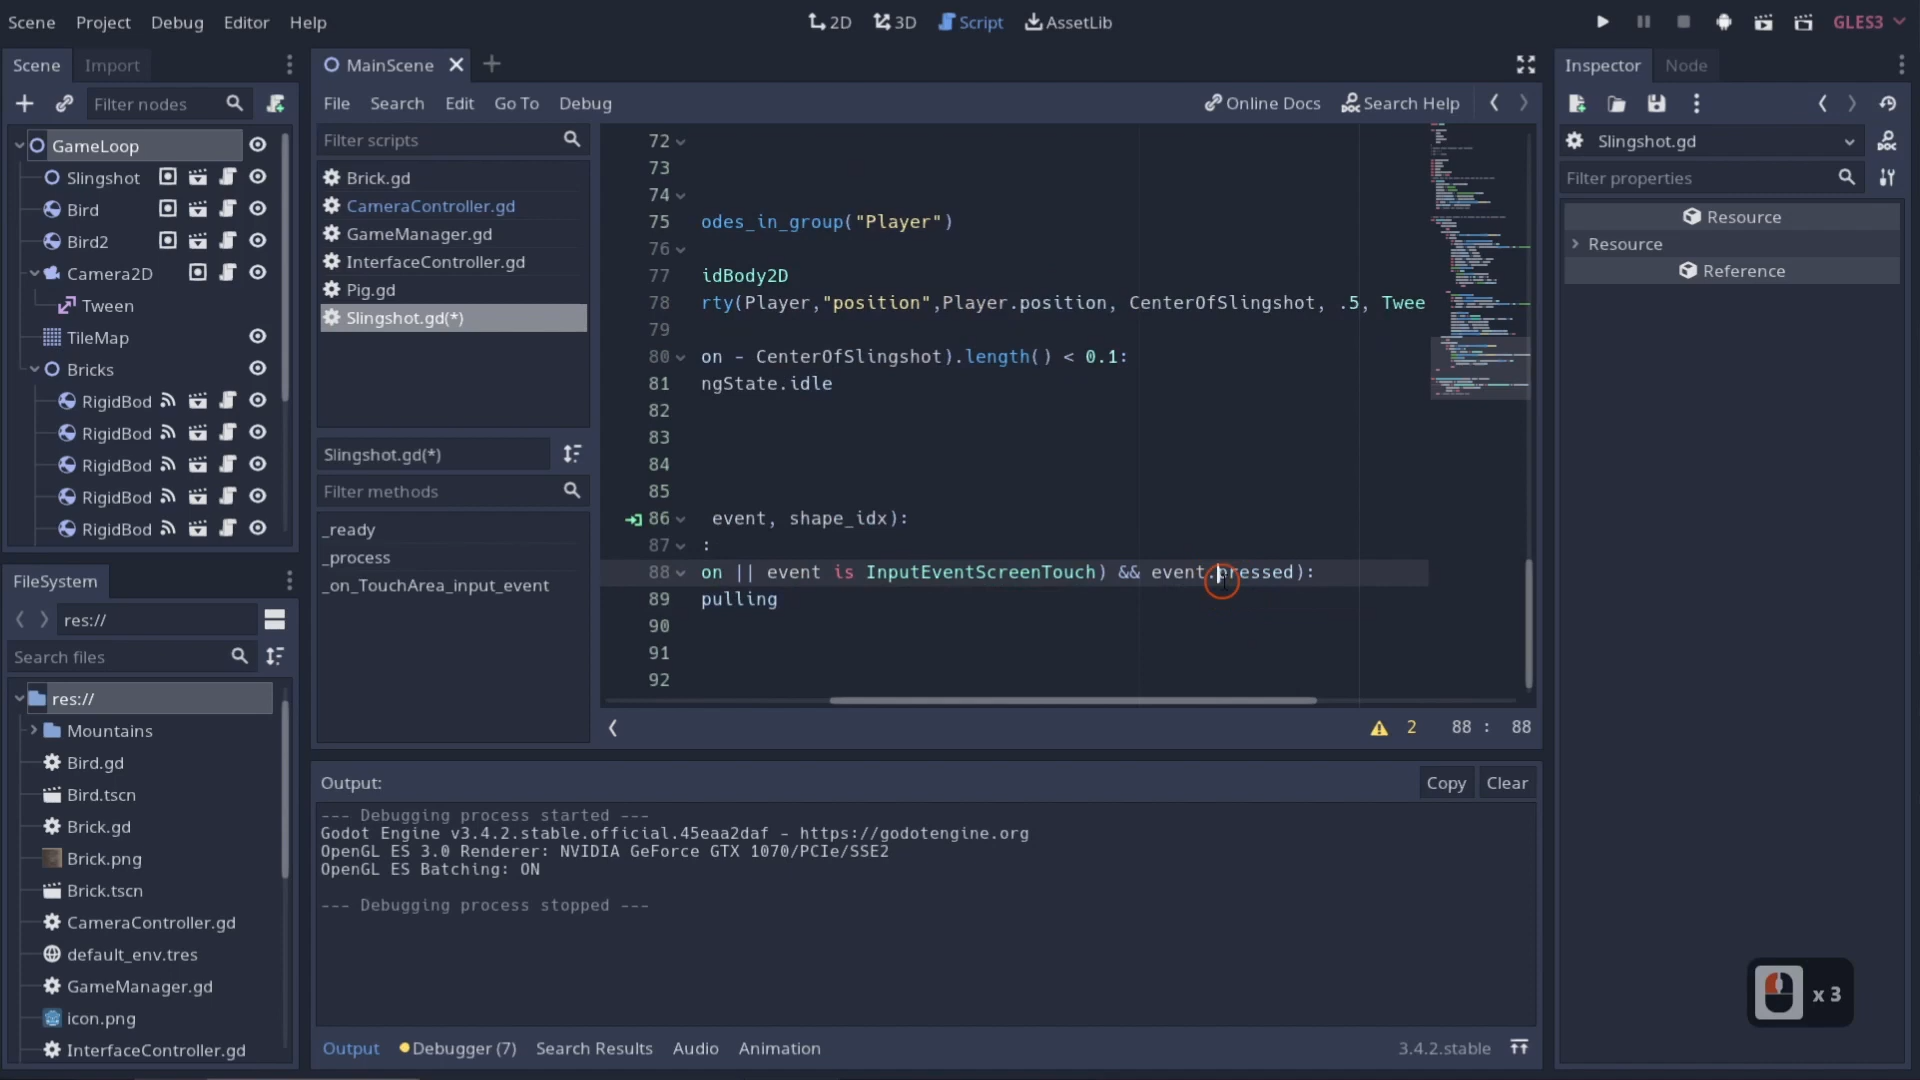 Scene Project Debug Editor Help
2D 3D Script AssetLib
GLES3
Scene Import
MainScene
Inspector Node
Filter nodes
File Search Edit Go To Debug
Online Docs Search Help
GameLoop
Slingshot
Bird
Bird2
Camera2D
Tween
TileMap
Bricks
RigidBod
RigidBod
RigidBod
RigidBod
RigidBod
Filter scripts
Brick.gd
CameraController.gd
GameManager.gd
InterfaceController.gd
Pig.gd
Slingshot.gd(*)
Slingshot.gd(*)
Filter methods
_ready
_process
_on_TouchArea_input_event
72
73
74
75 odes_in_group("Player")
76
77 idBody2D
78 rty(Player,"position",Player.position, CenterOfSlingshot, .5, Twee
79
80 on - CenterOfSlingshot).length() < 0.1:
81 ngState.idle
82
83
84
85
86 event, shape_idx):
87 :
88 on || event is InputEventScreenTouch) && event.pressed):
89 pulling
90
91
92
2 88 : 88
Slingshot.gd
Filter properties
Resource
Resource
Reference
FileSystem
res://
Search files
res://
Mountains
Bird.gd
Bird.tscn
Brick.gd
Brick.png
Brick.tscn
CameraController.gd
default_env.tres
GameManager.gd
icon.png
InterfaceController.gd
Output: Copy Clear
--- Debugging process started ---
Godot Engine v3.4.2.stable.official.45eaa2daf - https://godotengine.org
OpenGL ES 3.0 Renderer: NVIDIA GeForce GTX 1070/PCIe/SSE2
OpenGL ES Batching: ON
--- Debugging process stopped ---
Output Debugger (7) Search Results Audio Animation
3.4.2.stable
x 3